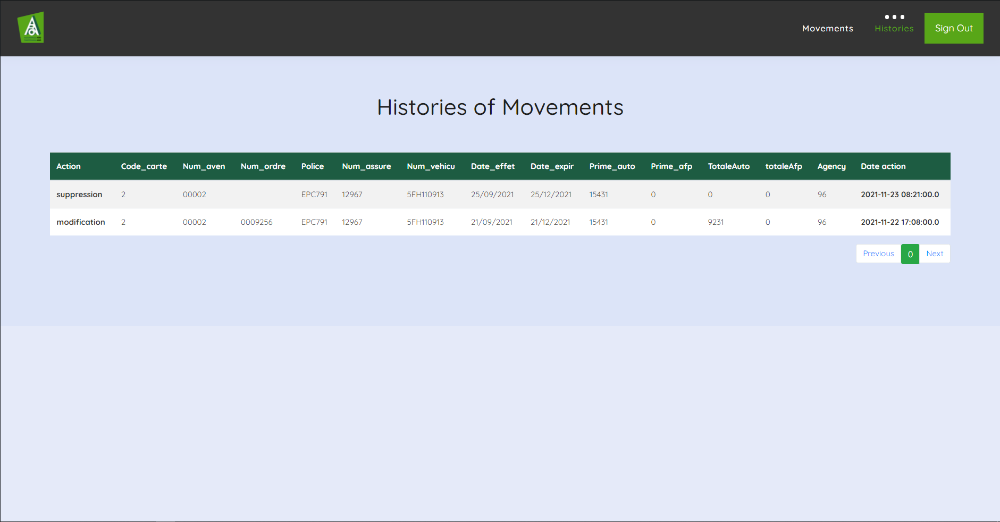 Movements Histories Sign Out
Histories of Movements
Action Code_carte Num_aven Num_ordre Police Num_assure Num_vehicu Date_effet Date_expir Prime_auto Prime_afp TotaleAuto totaleAfp Agency Date action
suppression 2 00002 EPC791 12967 5FH110913 25/09/2021 25/12/2021 15431 0 0 0 96 2021-11-23 08:21:00.0
modification 2 00002 0009256 EPC791 12967 5FH110913 21/09/2021 21/12/2021 15431 0 9231 0 96 2021-11-22 17:08:00.0
Previous 0 Next